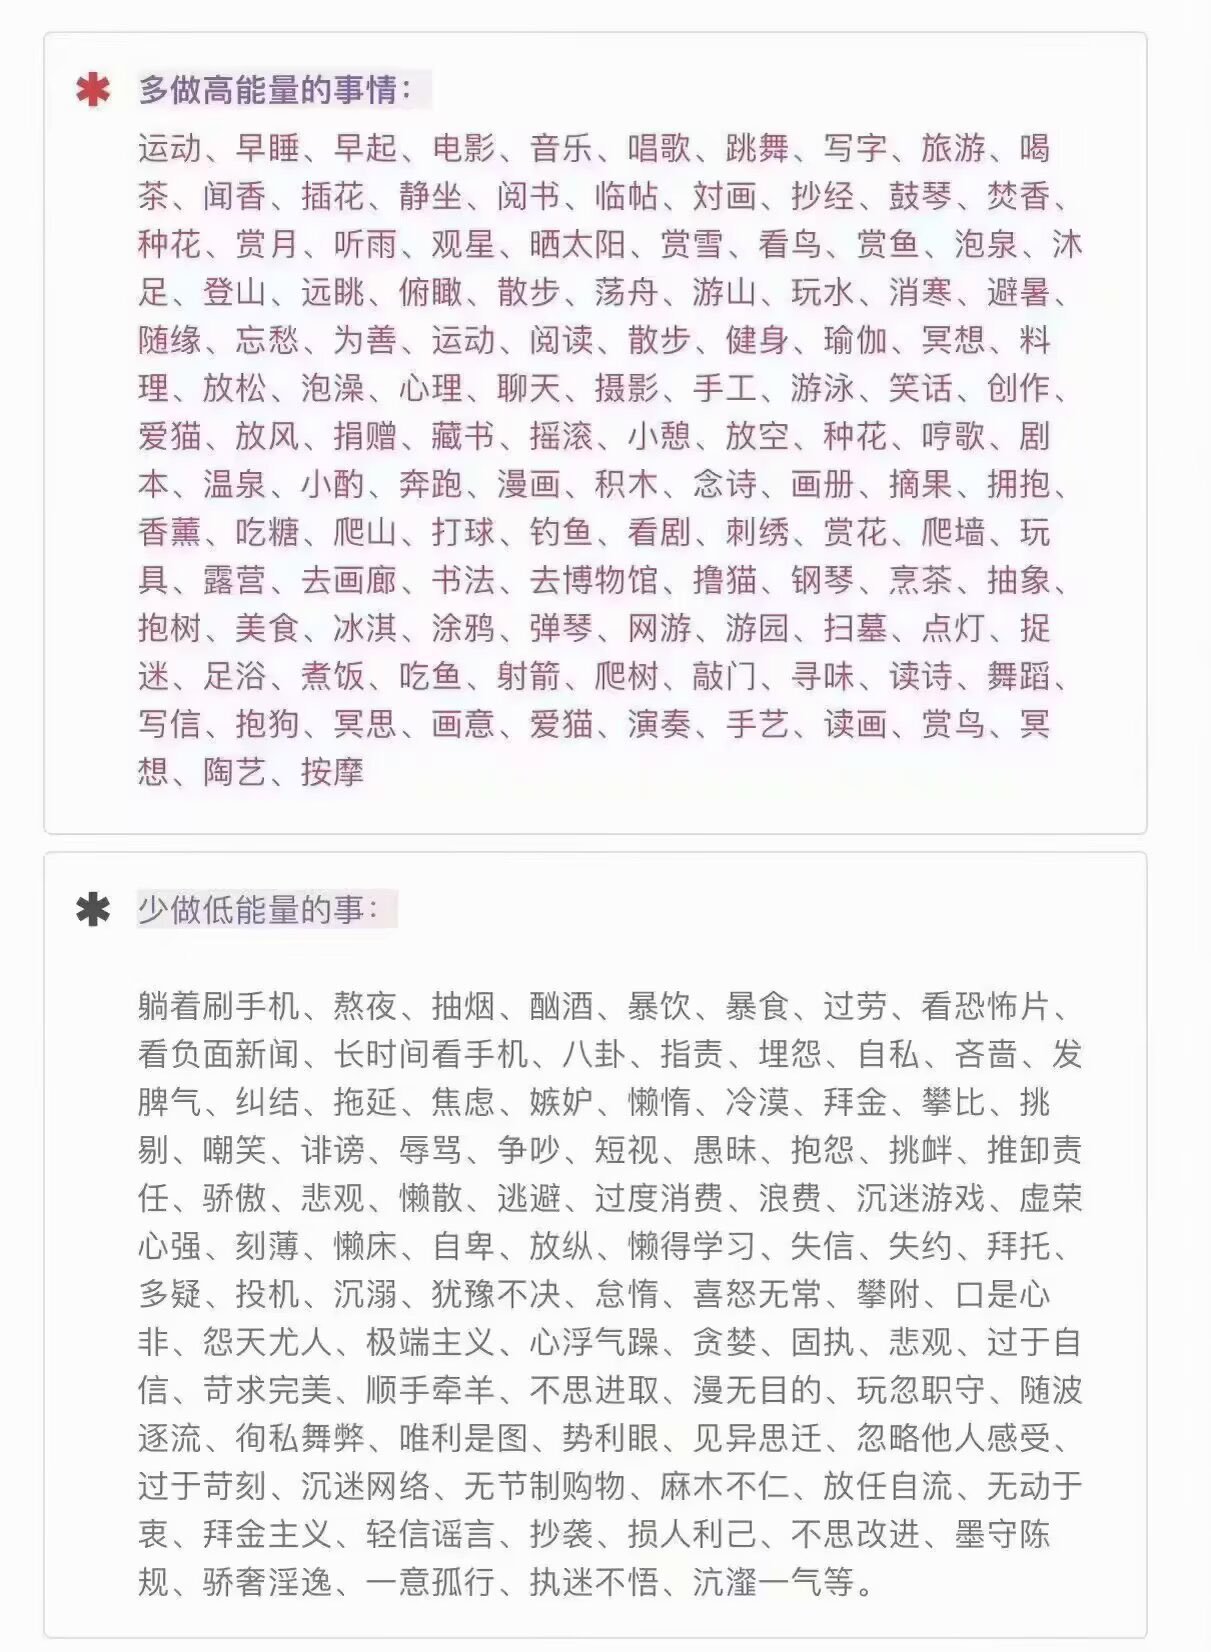 ✱ 多做高能量的事情：
运动、早睡、早起、电影、音乐、唱歌、跳舞、写字、旅游、喝
茶、闻香、插花、静坐、阅书、临帖、对画、抄经、鼓琴、焚香、
种花、赏月、听雨、观星、晒太阳、赏雪、看鸟、赏鱼、泡泉、沐
足、登山、远眺、俯瞰、散步、荡舟、游山、玩水、消寒、避暑、
随缘、忘愁、为善、运动、阅读、散步、健身、瑜伽、冥想、料
理、放松、泡澡、心理、聊天、摄影、手工、游泳、笑话、创作、
爱猫、放风、捐赠、藏书、摇滚、小憩、放空、种花、哼歌、剧
本、温泉、小酌、奔跑、漫画、积木、念诗、画册、摘果、拥抱、
香薰、吃糖、爬山、打球、钓鱼、看剧、刺绣、赏花、爬墙、玩
具、露营、去画廊、书法、去博物馆、撸猫、钢琴、烹茶、抽象、
抱树、美食、冰淇、涂鸦、弹琴、网游、游园、扫墓、点灯、捉
迷、足浴、煮饭、吃鱼、射箭、爬树、敲门、寻味、读诗、舞蹈、
写信、抱狗、冥思、画意、爱猫、演奏、手艺、读画、赏鸟、冥
想、陶艺、按摩
✱ 少做低能量的事：
躺着刷手机、熬夜、抽烟、酗酒、暴饮、暴食、过劳、看恐怖片、
看负面新闻、长时间看手机、八卦、指责、埋怨、自私、吝啬、发
脾气、纠结、拖延、焦虑、嫉妒、懒惰、冷漠、拜金、攀比、挑
剔、嘲笑、诽谤、辱骂、争吵、短视、愚昧、抱怨、挑衅、推卸责
任、骄傲、悲观、懒散、逃避、过度消费、浪费、沉迷游戏、虚荣
心强、刻薄、懒床、自卑、放纵、懒得学习、失信、失约、拜托、
多疑、投机、沉溺、犹豫不决、怠惰、喜怒无常、攀附、口是心
非、怨天尤人、极端主义、心浮气躁、贪婪、固执、悲观、过于自
信、苛求完美、顺手牵羊、不思进取、漫无目的、玩忽职守、随波
逐流、徇私舞弊、唯利是图、势利眼、见异思迁、忽略他人感受、
过于苛刻、沉迷网络、无节制购物、麻木不仁、放任自流、无动于
衷、拜金主义、轻信谣言、抄袭、损人利己、不思改进、墨守陈
规、骄奢淫逸、一意孤行、执迷不悟、沆瀣一气等。